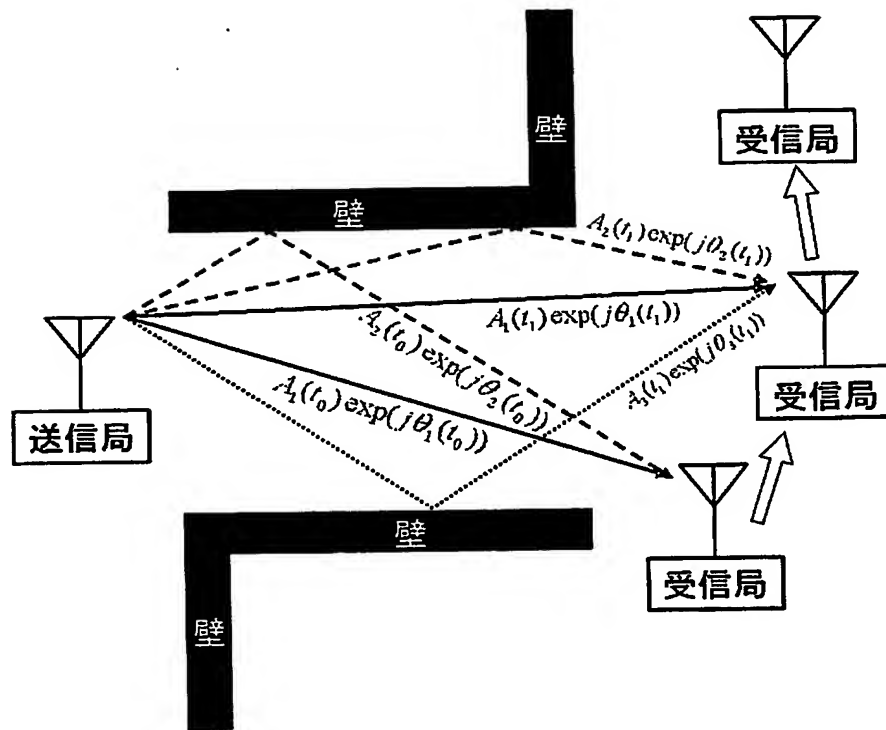 壁
受信局
壁
A₂(t₁)exp(jθ₂(t₁))
A₁(t₁)exp(jθ₁(t₁))
A₂(t₀)exp(jθ₂(t₀))
A₃(t₁)exp(jθ₃(t₁))
A₁(t₀)exp(jθ₁(t₀))
送信局
受信局
壁
受信局
壁